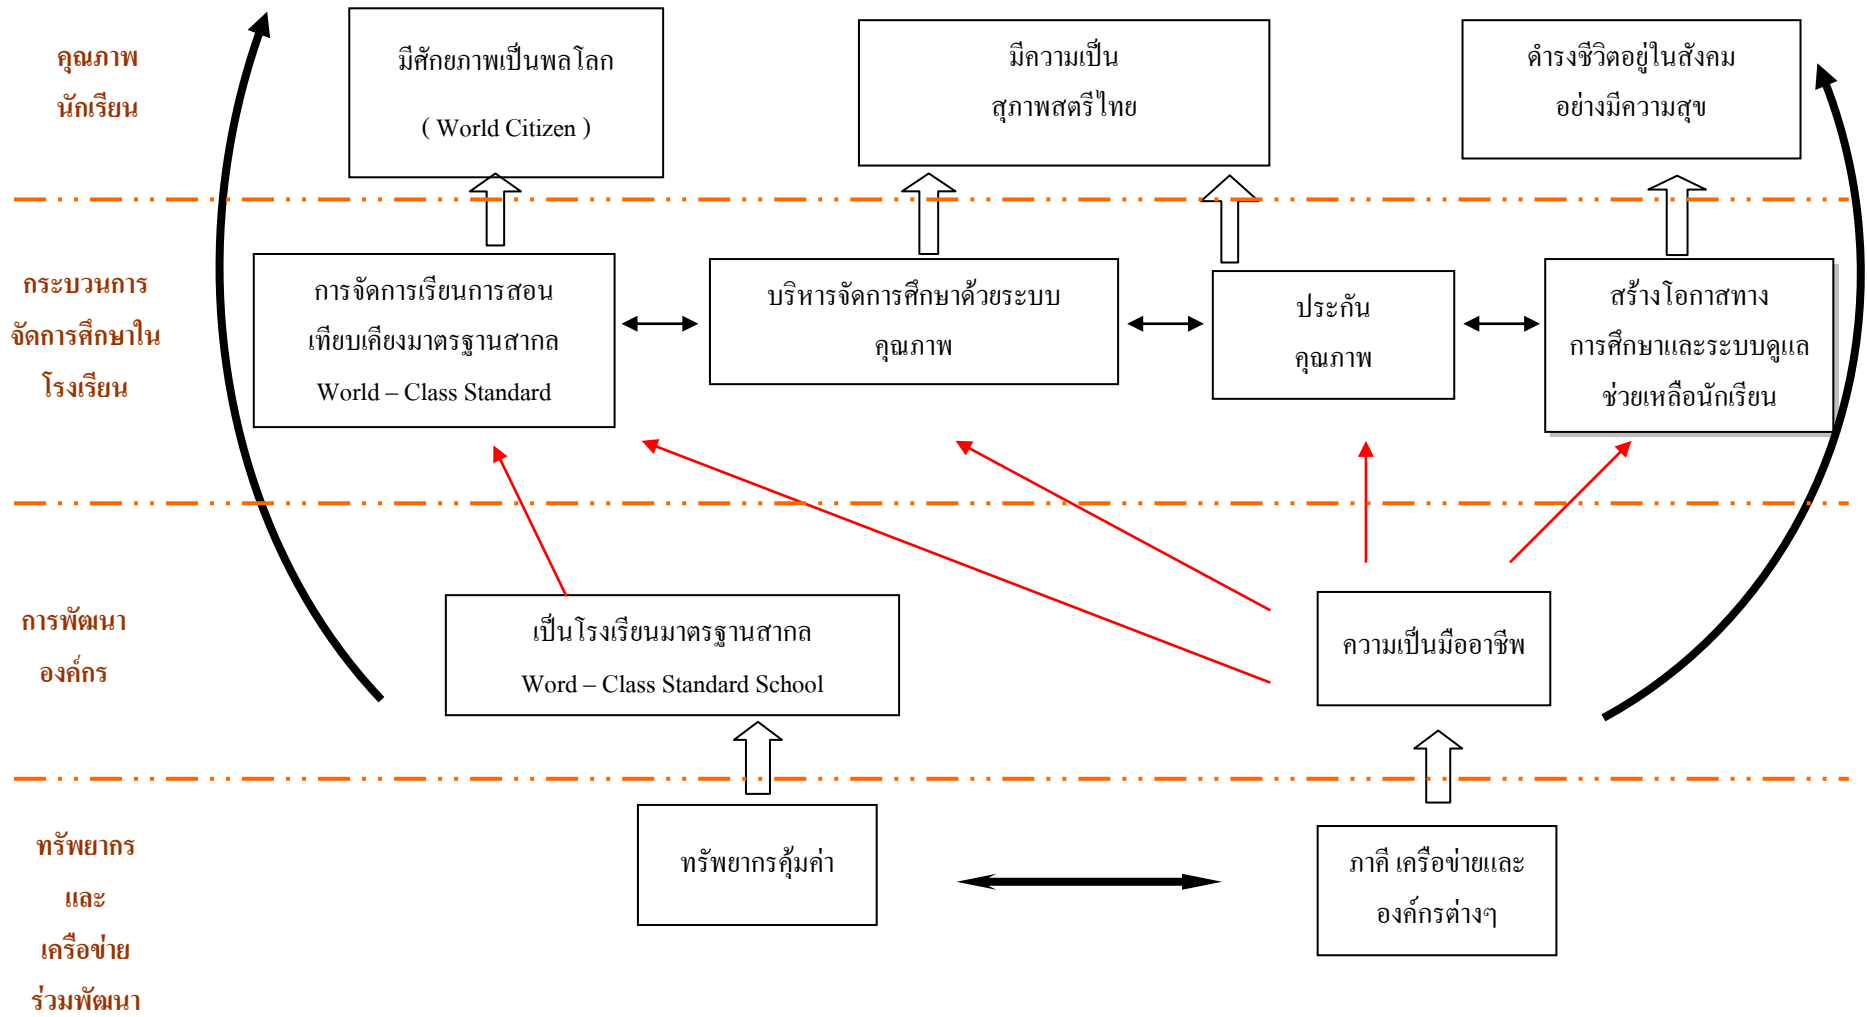 คุณภาพ
นักเรียน
มีศักยภาพเป็นพลโลก
( World Citizen )
มีความเป็น
สุภาพสตรีไทย
ดำรงชีวิตอยู่ในสังคม
อย่างมีความสุข
กระบวนการ
จัดการศึกษาใน
โรงเรียน
การจัดการเรียนการสอน
เทียบเคียงมาตรฐานสากล
World – Class Standard
บริหารจัดการศึกษาด้วยระบบ
คุณภาพ
ประกัน
คุณภาพ
สร้างโอกาสทาง
การศึกษาและระบบดูแล
ช่วยเหลือนักเรียน
การพัฒนา
องค์กร
เป็นโรงเรียนมาตรฐานสากล
Word – Class Standard School
ความเป็นมืออาชีพ
ทรัพยากร
และ
เครือข่าย
ร่วมพัฒนา
ทรัพยากรคุ้มค่า
ภาคี เครือข่ายและ
องค์กรต่างๆ